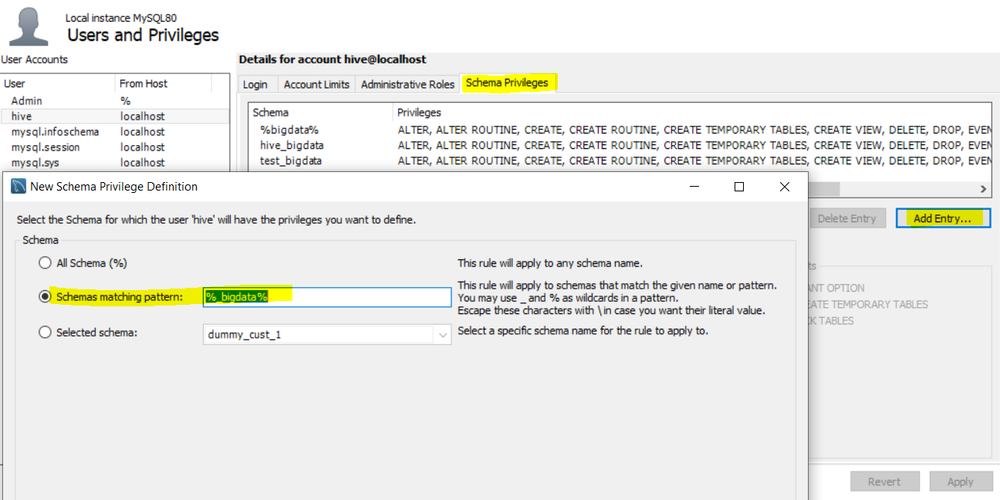 Local instance MySQL80
Users and Privileges
User Accounts
Details for account hive@localhost
User From Host
Admin %
hive localhost
mysql.infoschema localhost
mysql.session localhost
mysql.sys localhost
Login Account Limits Administrative Roles Schema Privileges
Schema Privileges
%bigdata% ALTER, ALTER ROUTINE, CREATE, CREATE ROUTINE, CREATE TEMPORARY TABLES, CREATE VIEW, DELETE, DROP, EVEN
hive_bigdata ALTER, ALTER ROUTINE, CREATE, CREATE ROUTINE, CREATE TEMPORARY TABLES, CREATE VIEW, DELETE, DROP, EVEN
test_bigdata ALTER, ALTER ROUTINE, CREATE, CREATE ROUTINE, CREATE TEMPORARY TABLES, CREATE VIEW, DELETE, DROP, EVEN
Delete Entry Add Entry...
New Schema Privilege Definition
Select the Schema for which the user 'hive' will have the privileges you want to define.
Schema
All Schema (%) This rule will apply to any schema name.
Schemas matching pattern: %_bigdata% This rule will apply to schemas that match the given name or pattern.
You may use _ and % as wildcards in a pattern.
Escape these characters with \ in case you want their literal value.
Selected schema: dummy_cust_1 Select a specific schema name for the rule to apply to.
ts
ANT OPTION
EATE TEMPORARY TABLES
CK TABLES
Revert Apply